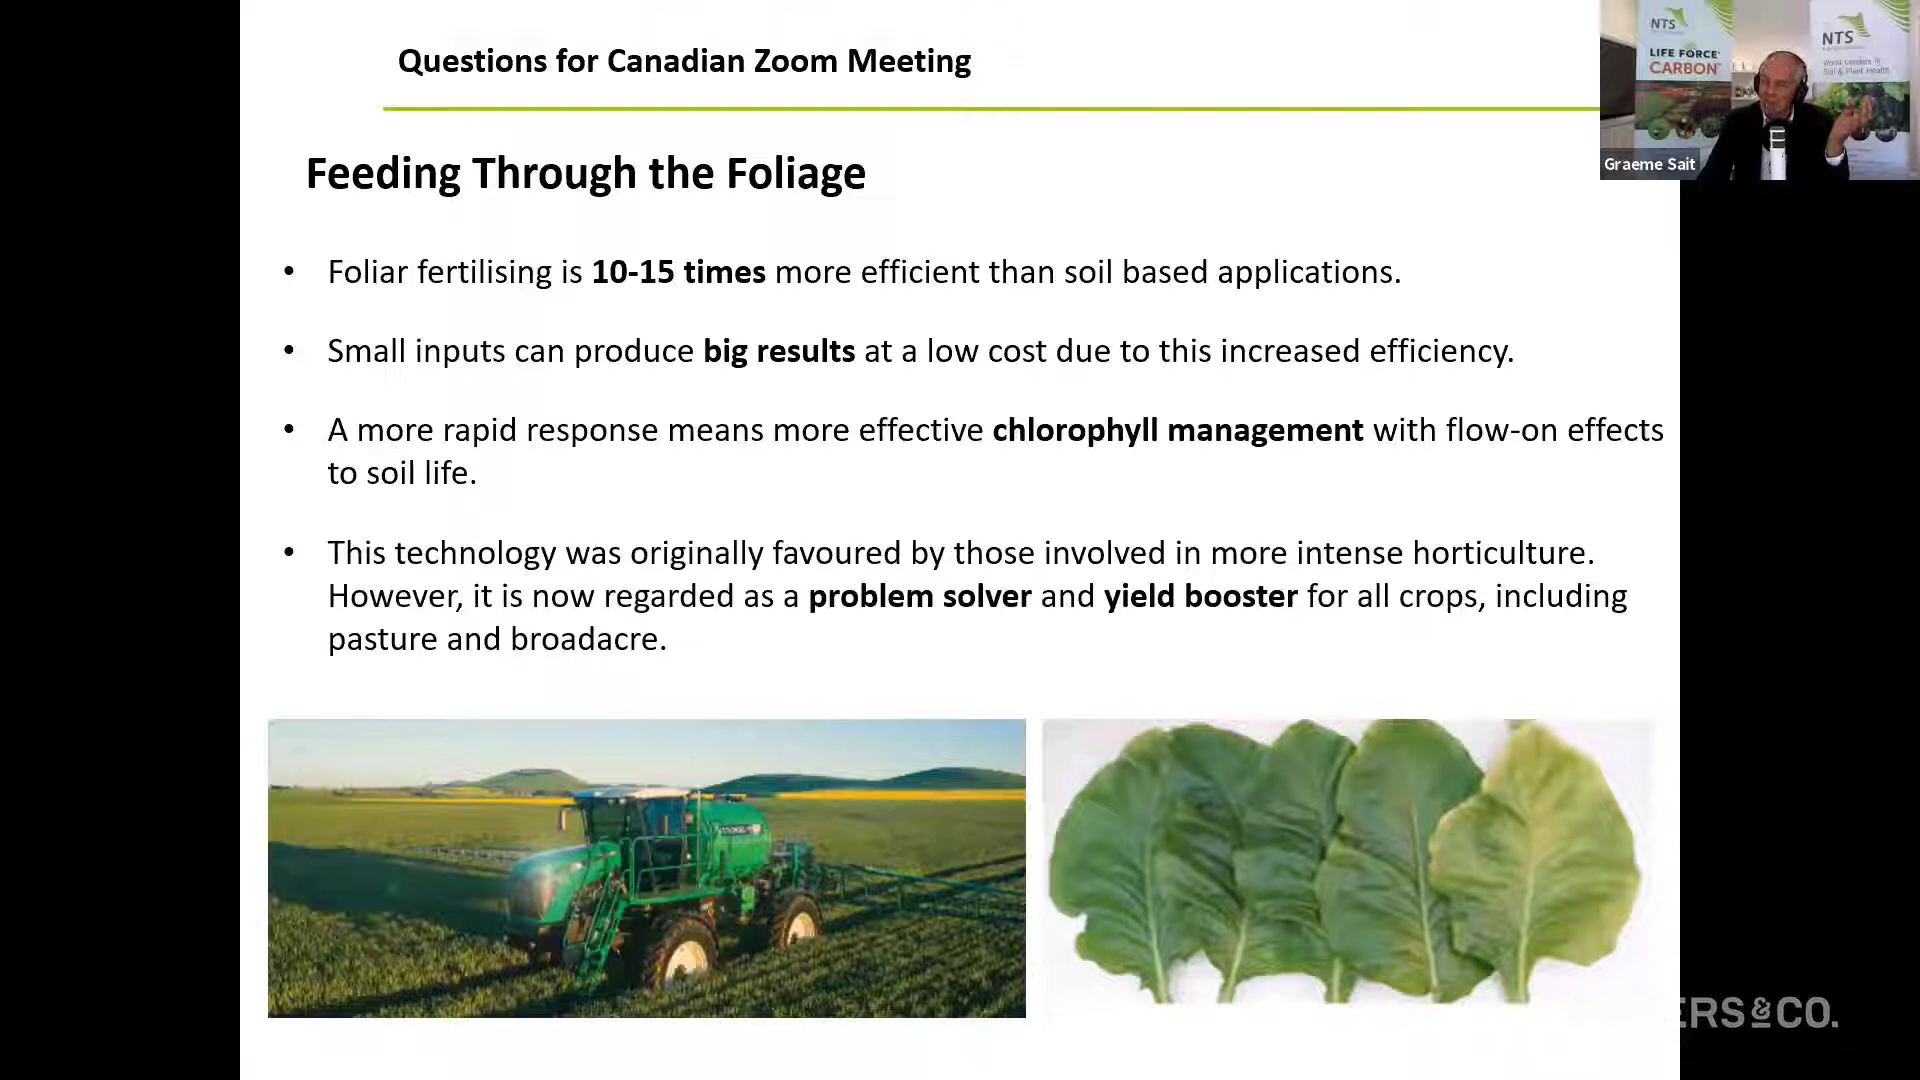 Questions for Canadian Zoom Meeting
Feeding Through the Foliage
• Foliar fertilising is 10-15 times more efficient than soil based applications.
• Small inputs can produce big results at a low cost due to this increased efficiency.
• A more rapid response means more effective chlorophyll management with flow-on effects
to soil life.
• This technology was originally favoured by those involved in more intense horticulture.
However, it is now regarded as a problem solver and yield booster for all crops, including
pasture and broadacre.
NTS
LIFE FORCE
CARBON
NTS
World Leaders in
Soil & Plant Health
Graeme Sait
ERS&CO.